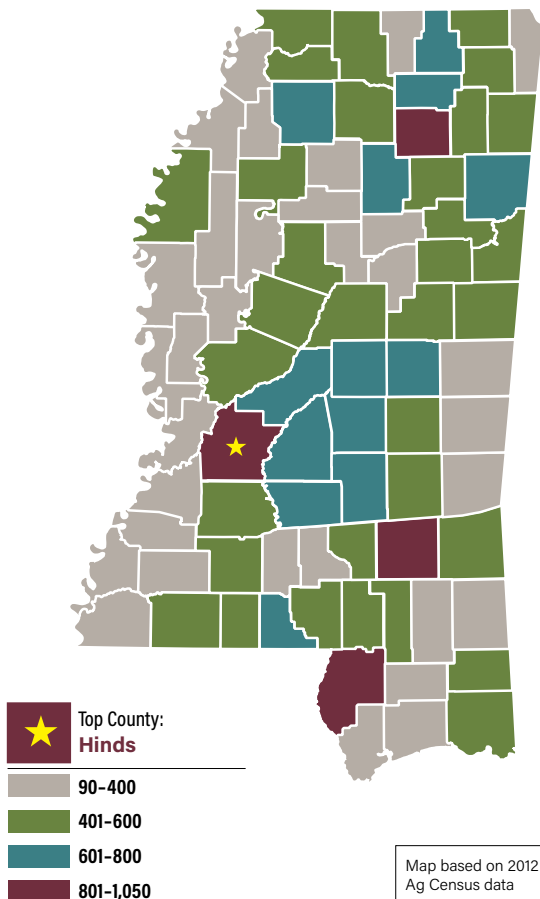 Top County:
Hinds
90–400
401–600
601–800
801–1,050
Map based on 2012
Ag Census data